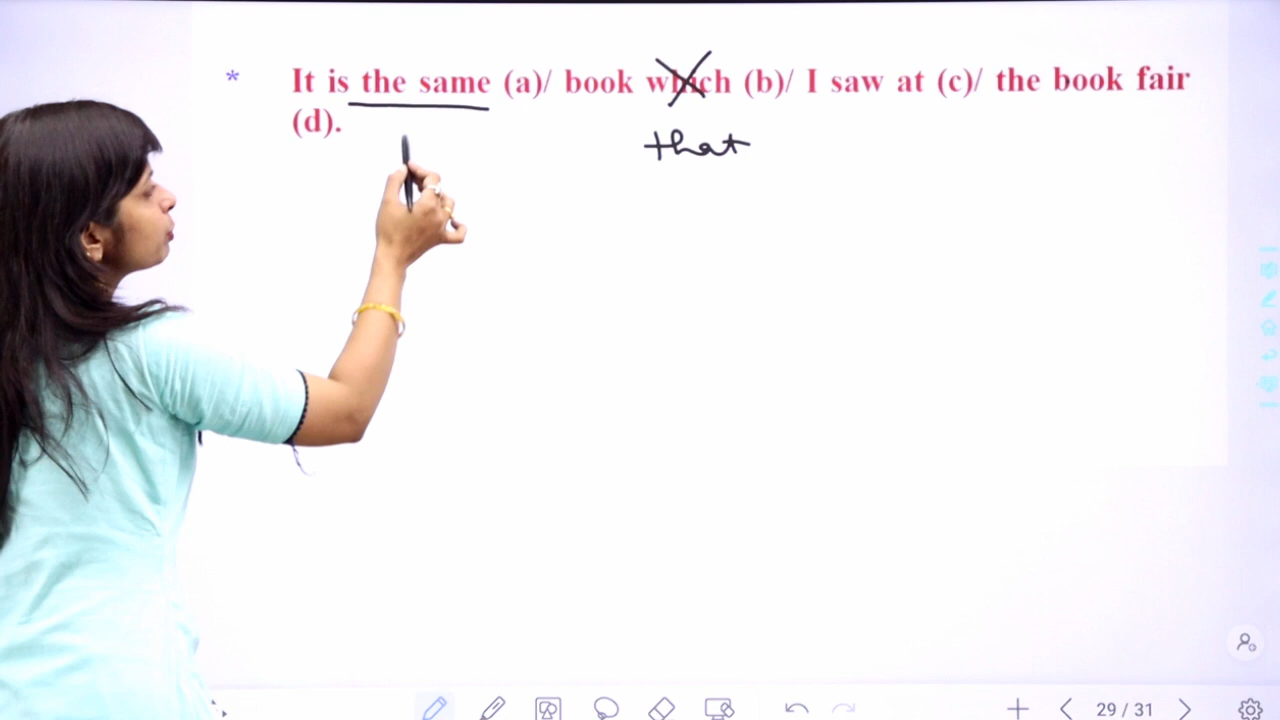 * It is the same (a)/ book which (b)/ I saw at (c)/ the book fair
(d).
that
29 / 31